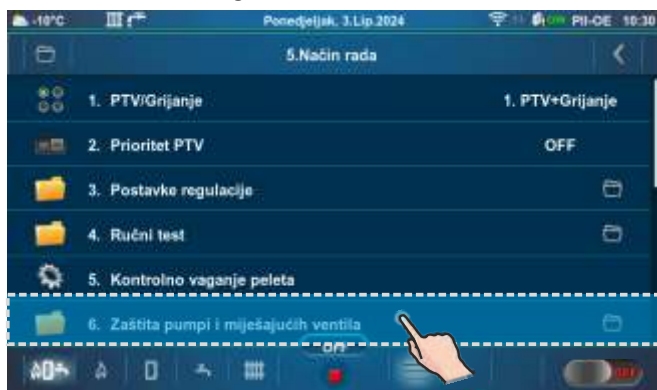 -10°C Ponedjeljak, 3.Lip.2024 PII-OE 10:30
5.Način rada
1. PTV/Grijanje 1. PTV+Grijanje
2. Prioritet PTV OFF
3. Postavke regulacije
4. Ručni test
5. Kontrolno vaganje peleta
6. Zaštita pumpi i miješajućih ventila
OFF
OFF